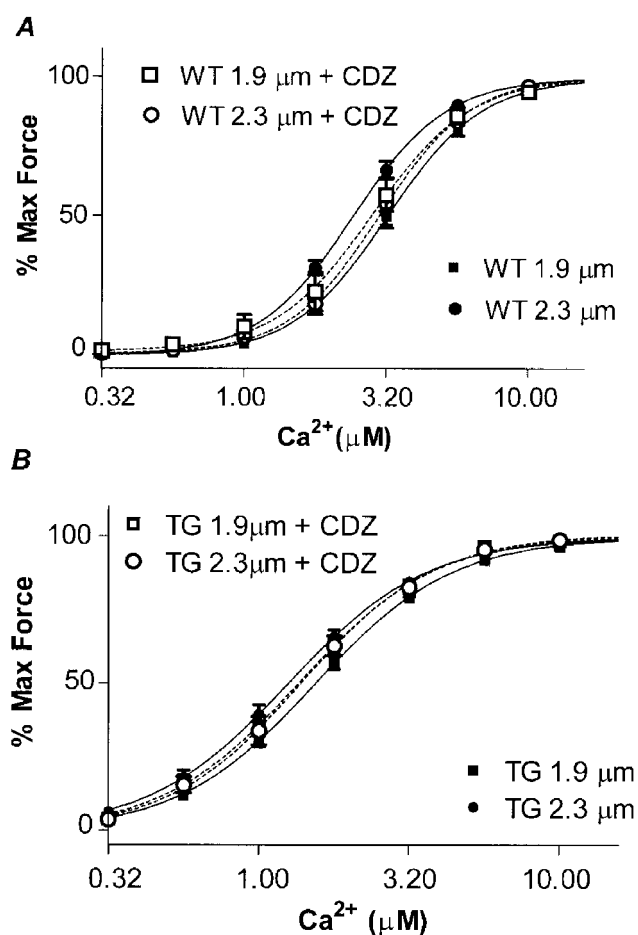 A
100
WT 1.9 μm + CDZ
WT 2.3 μm + CDZ
% Max Force
50
WT 1.9 μm
WT 2.3 μm
0
0.32 1.00 3.20 10.00
Ca²⁺(μM)
B
100
TG 1.9μm + CDZ
TG 2.3μm + CDZ
% Max Force
50
TG 1.9 μm
TG 2.3 μm
0
0.32 1.00 3.20 10.00
Ca²⁺ (μM)